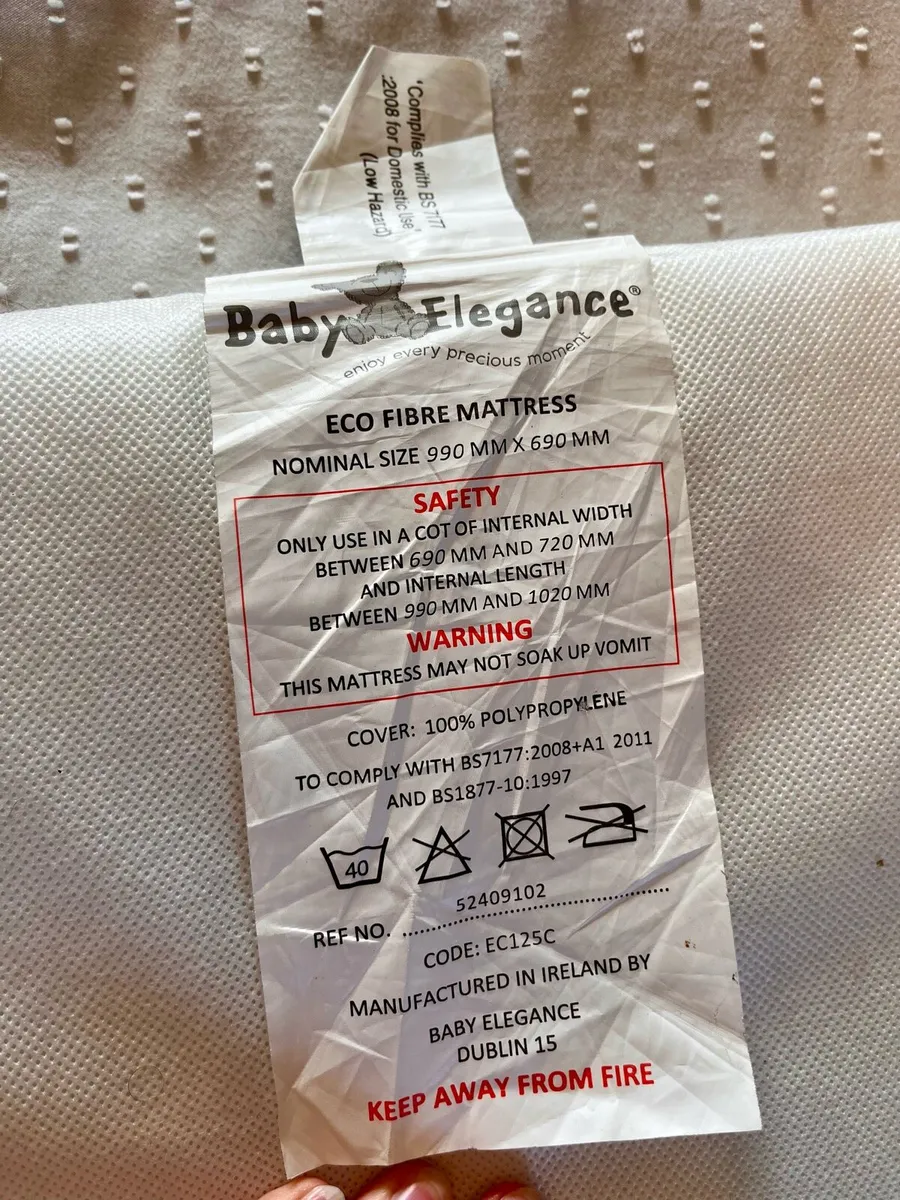 'Complies with BS7177
:2008 for Domestic Use'
(Low Hazard)
Baby Elegance®
enjoy every precious moment
ECO FIBRE MATTRESS
NOMINAL SIZE 990 MM X 690 MM
SAFETY
ONLY USE IN A COT OF INTERNAL WIDTH
BETWEEN 690 MM AND 720 MM
AND INTERNAL LENGTH
BETWEEN 990 MM AND 1020 MM
WARNING
THIS MATTRESS MAY NOT SOAK UP VOMIT
COVER: 100% POLYPROPYLENE
TO COMPLY WITH BS7177:2008+A1 2011
AND BS1877-10:1997
40
52409102
REF NO. ................................................
CODE: EC125C
MANUFACTURED IN IRELAND BY
BABY ELEGANCE
DUBLIN 15
KEEP AWAY FROM FIRE